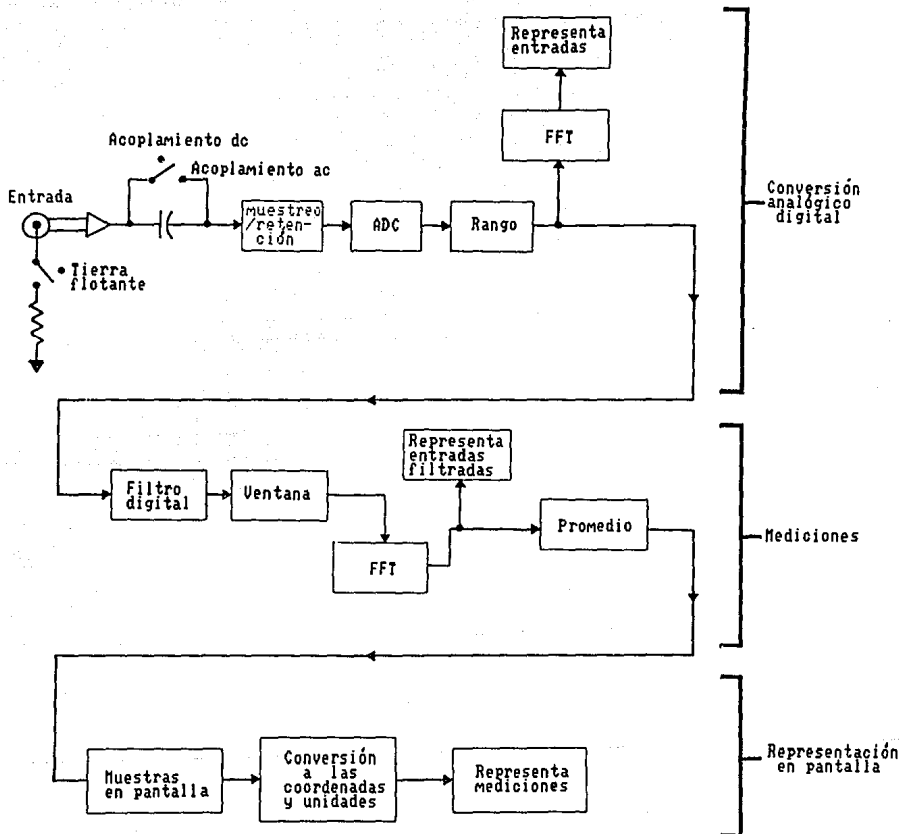 Representa
entradas
FFT
Acoplamiento dc
Acoplamiento ac
Entrada
muestreo
/reten-
ción
ADC
Rango
Tierra
flotante
Conversión
analógico
digital
Representa
entradas
filtradas
Filtro
digital
Ventana
FFT
Promedio
Mediciones
Muestras
en pantalla
Conversión
a las
coordenadas
y unidades
Representa
mediciones
Representación
en pantalla